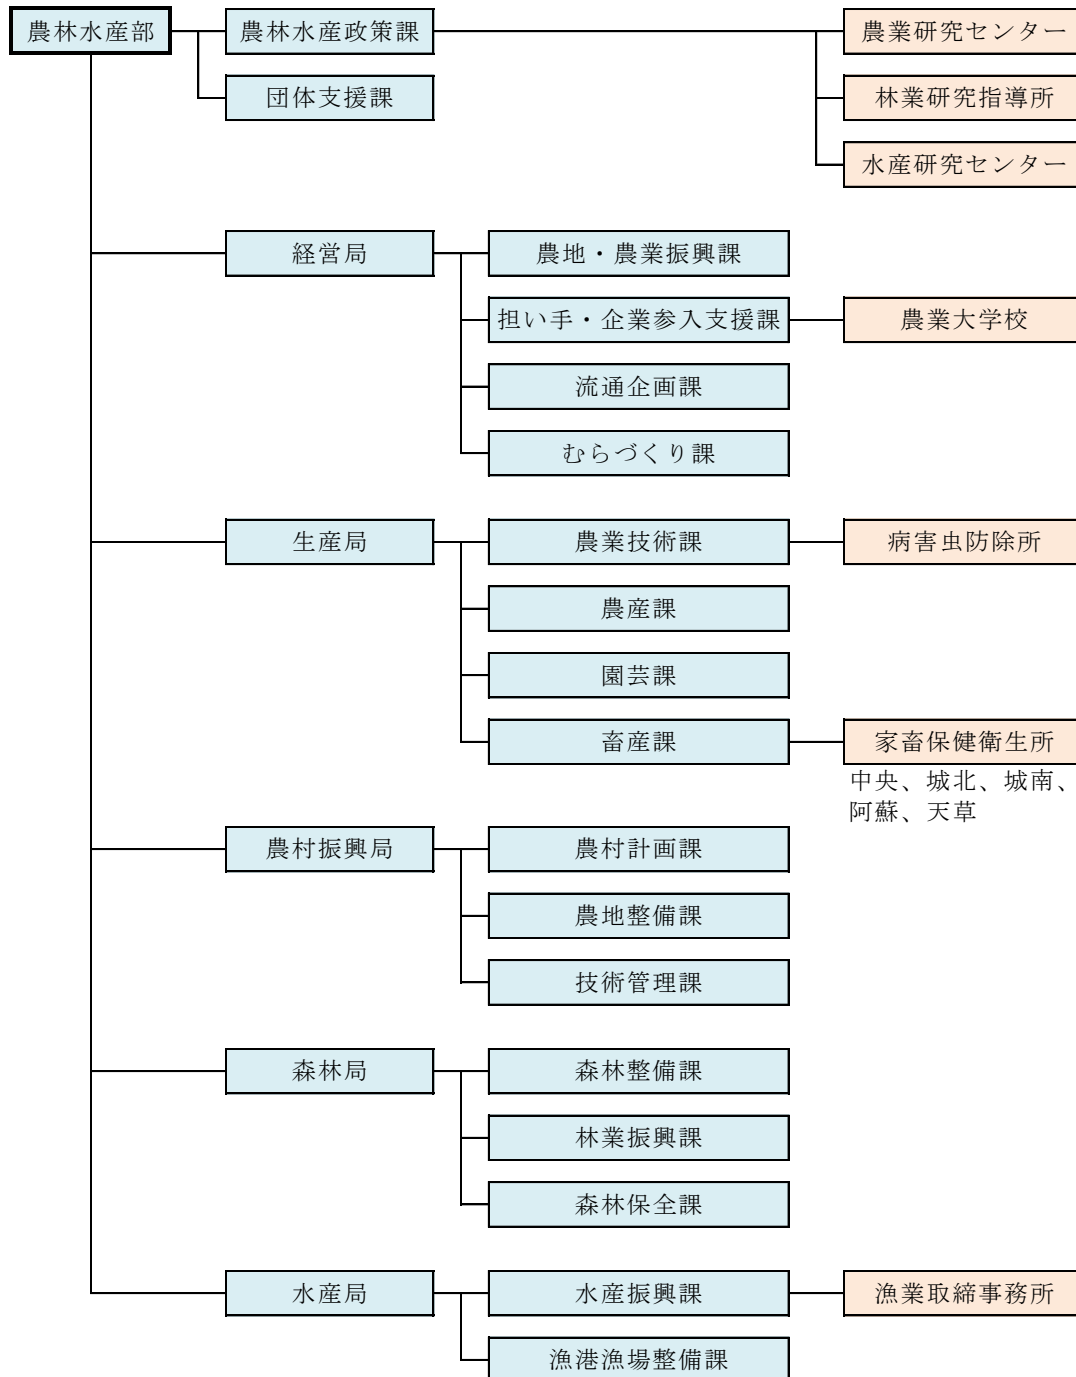 農林水産部
農林水産政策課
農業研究センター
団体支援課
林業研究指導所
水産研究センター
経営局
農地・農業振興課
担い手・企業参入支援課
農業大学校
流通企画課
むらづくり課
生産局
農業技術課
病害虫防除所
農産課
園芸課
畜産課
家畜保健衛生所
中央、城北、城南、
阿蘇、天草
農村振興局
農村計画課
農地整備課
技術管理課
森林局
森林整備課
林業振興課
森林保全課
水産局
水産振興課
漁業取締事務所
漁港漁場整備課